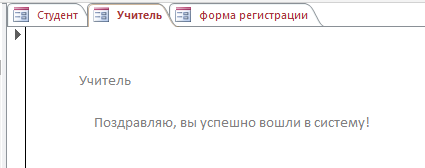 Студент Учитель форма регистрации
Учитель
Поздравляю, вы успешно вошли в систему!